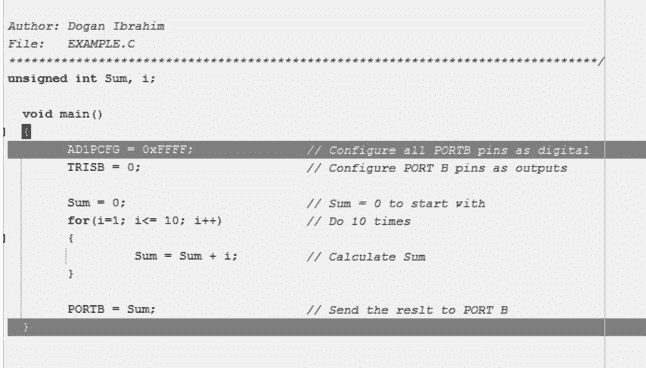 Author: Dogan Ibrahim
File: EXAMPLE.C
*******************************************************************************/
unsigned int Sum, i;
void main()
{
AD1PCFG = 0xFFFF; // Configure all PORTB pins as digital
TRISB = 0; // Configure PORT B pins as outputs
Sum = 0; // Sum = 0 to start with
for(i=1; i<= 10; i++) // Do 10 times
{
Sum = Sum + i; // Calculate Sum
}
PORTB = Sum; // Send the reslt to PORT B
}